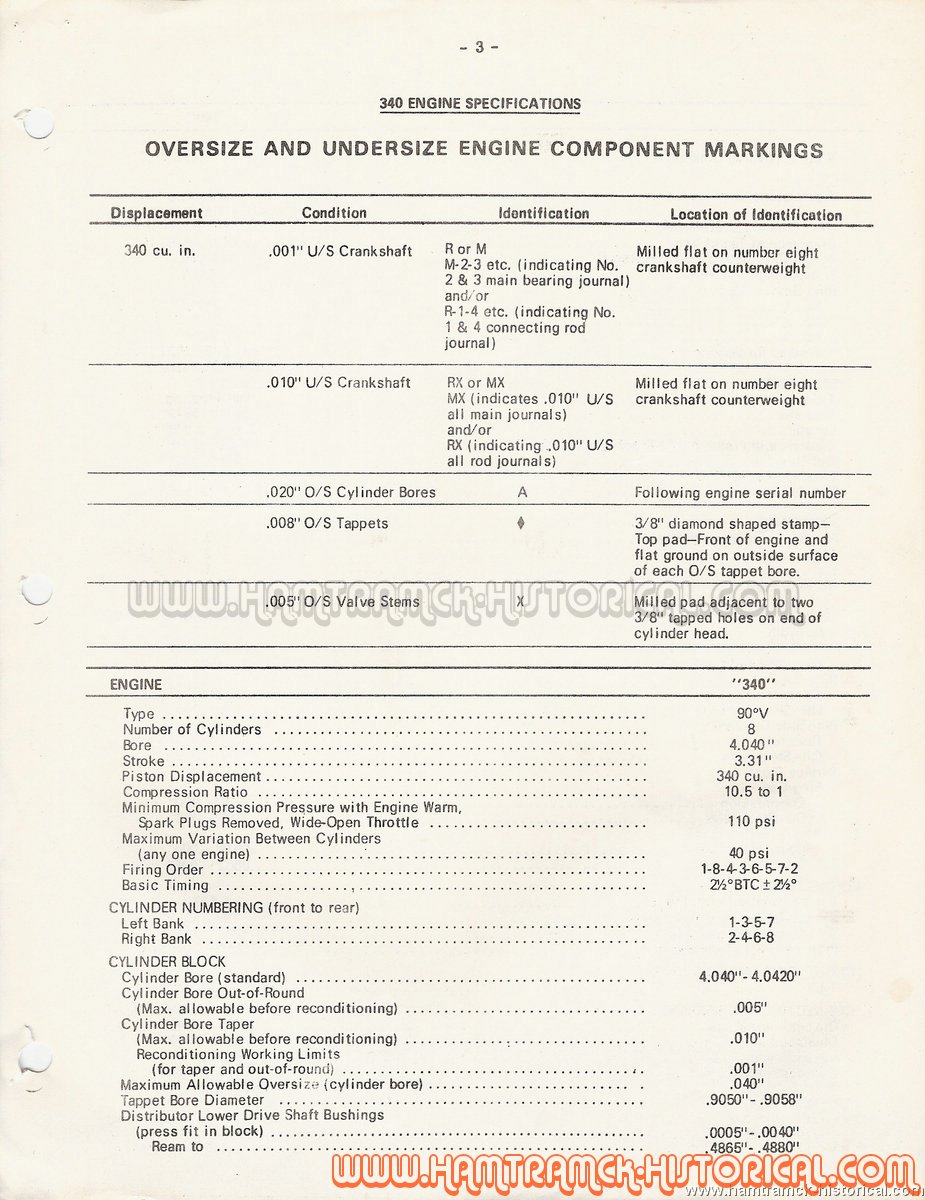 - 3 -
340 ENGINE SPECIFICATIONS
OVERSIZE AND UNDERSIZE ENGINE COMPONENT MARKINGS
Displacement Condition Identification Location of Identification
340 cu. in. .001" U/S Crankshaft R or M Milled flat on number eight
M-2-3 etc. (indicating No. crankshaft counterweight
2 & 3 main bearing journal)
and/or
R-1-4 etc. (indicating No.
1 & 4 connecting rod
journal)
.010" U/S Crankshaft RX or MX Milled flat on number eight
MX (indicates .010" U/S crankshaft counterweight
all main journals)
and/or
RX (indicating .010" U/S
all rod journals)
.020" O/S Cylinder Bores A Following engine serial number
.008" O/S Tappets ♦ 3/8" diamond shaped stamp—
Top pad—Front of engine and
flat ground on outside surface
of each O/S tappet bore.
www.Hamtramck-Historical.com
.005" O/S Valve Stems X Milled pad adjacent to two
3/8" tapped holes on end of
cylinder head.
ENGINE "340"
Type ........ 90°V
Number of Cylinders ........ 8
Bore ........ 4.040"
Stroke ........ 3.31"
Piston Displacement ........ 340 cu. in.
Compression Ratio ........ 10.5 to 1
Minimum Compression Pressure with Engine Warm,
Spark Plugs Removed, Wide-Open Throttle ........ 110 psi
Maximum Variation Between Cylinders
(any one engine) ........ 40 psi
Firing Order ........ 1-8-4-3-6-5-7-2
Basic Timing ........ 2½°BTC ± 2½°
CYLINDER NUMBERING (front to rear)
Left Bank ........ 1-3-5-7
Right Bank ........ 2-4-6-8
CYLINDER BLOCK
Cylinder Bore (standard) ........ 4.040"- 4.0420"
Cylinder Bore Out-of-Round
(Max. allowable before reconditioning) ........ .005"
Cylinder Bore Taper
(Max. allowable before reconditioning) ........ .010"
Reconditioning Working Limits
(for taper and out-of-round) ........ .001"
Maximum Allowable Oversize (cylinder bore) ........ .040"
Tappet Bore Diameter ........ .9050"- .9058"
Distributor Lower Drive Shaft Bushings
(press fit in block) ........ .0005"- .0040"
Ream to ........ .4865"- .4880"
www.Hamtramck-Historical.com
www.hamtramck-historical.com